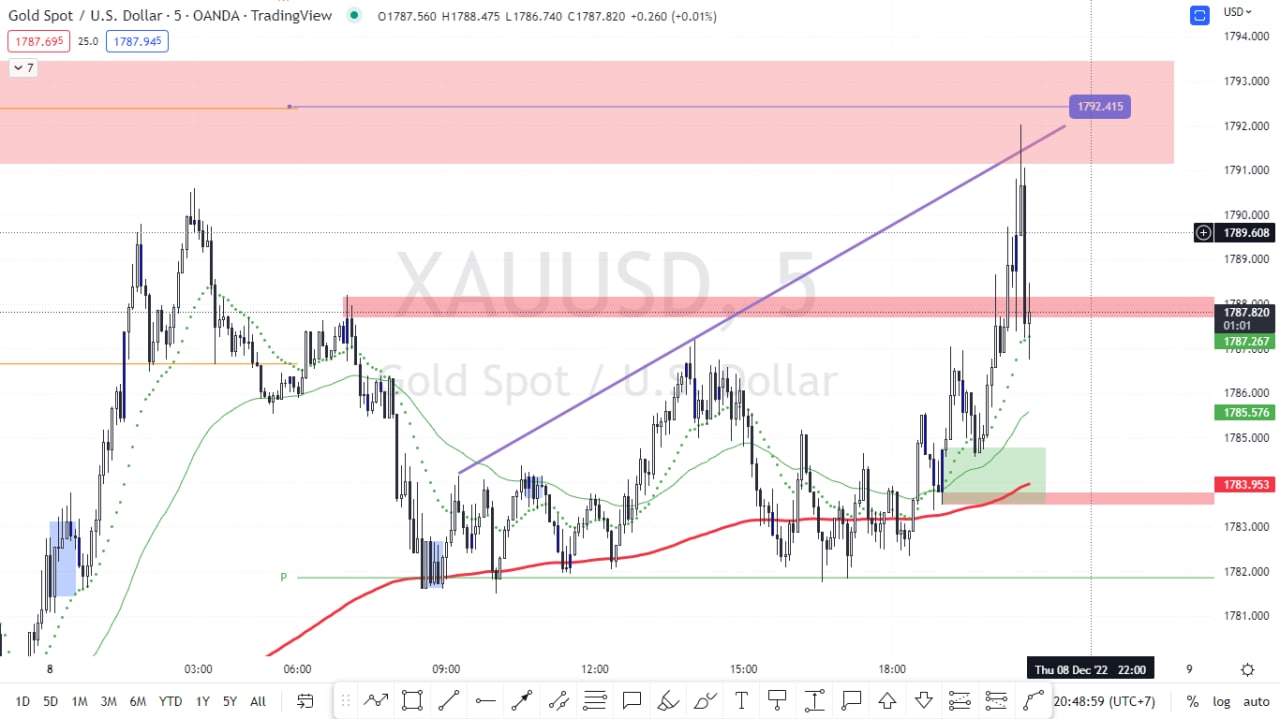 Gold Spot / U.S. Dollar · 5 · OANDA · TradingView O1787.560 H1788.475 L1786.740 C1787.820 +0.260 (+0.01%)
USD
1787.695 25.0 1787.945
7
1794.000
1793.000
1792.415
1792.000
1791.000
1790.000
1789.608
1789.000
XAUUSD, 5
1788.000
1787.820
01:01
1787.267
1787.000
Gold Spot / U.S. Dollar
1786.000
1785.576
1785.000
1783.953
1783.000
P
1782.000
1781.000
8 03:00 06:00 09:00 12:00 15:00 18:00 Thu 08 Dec '22 22:00 9
1D 5D 1M 3M 6M YTD 1Y 5Y All T 20:48:59 (UTC+7) % log auto